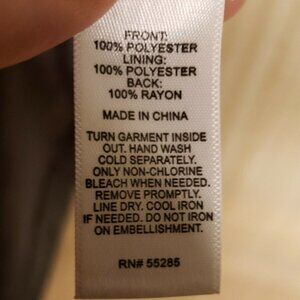 FRONT:
100% POLYESTER
LINING:
100% POLYESTER
BACK:
100% RAYON
MADE IN CHINA
TURN GARMENT INSIDE
OUT. HAND WASH
COLD SEPARATELY.
ONLY NON-CHLORINE
BLEACH WHEN NEEDED.
REMOVE PROMPTLY.
LINE DRY. COOL IRON
IF NEEDED. DO NOT IRON
ON EMBELLISHMENT.
RN# 55285